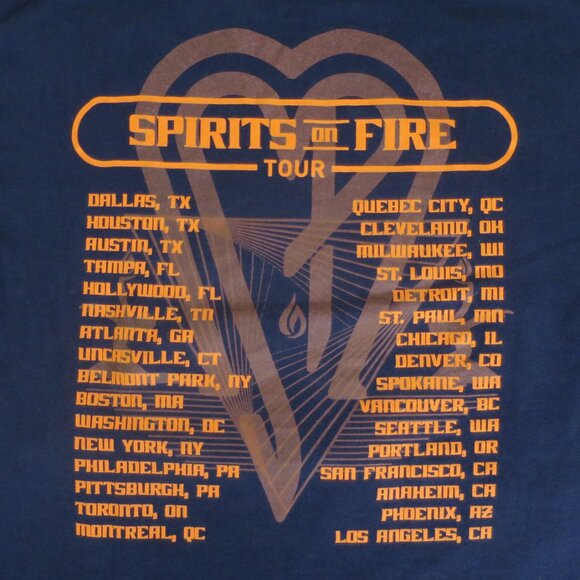 SPIRITS on FIRE
TOUR
DALLAS, TX
HOUSTON, TX
AUSTIN, TX
TAMPA, FL
HOLLYWOOD, FL
NASHVILLE, TN
ATLANTA, GA
UNCASVILLE, CT
BELMONT PARK, NY
BOSTON, MA
WASHINGTON, DC
NEW YORK, NY
PHILADELPHIA, PA
PITTSBURGH, PA
TORONTO, ON
MONTREAL, QC
QUEBEC CITY, QC
CLEVELAND, OH
MILWAUKEE, WI
ST. LOUIS, MO
DETROIT, MI
ST. PAUL, MN
CHICAGO, IL
DENVER, CO
SPOKANE, WA
VANCOUVER, BC
SEATTLE, WA
PORTLAND, OR
SAN FRANCISCO, CA
ANAHEIM, CA
PHOENIX, AZ
LOS ANGELES, CA